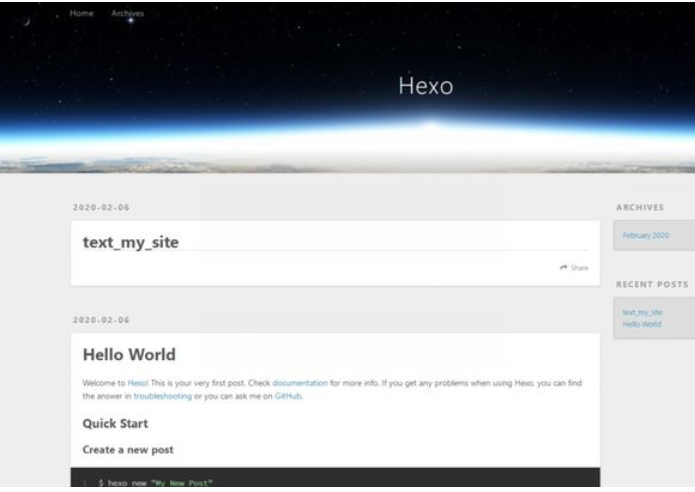 Home Archives
Hexo
2020-02-06
text_my_site
Share
2020-02-06
Hello World
Welcome to Hexo! This is your very first post. Check documentation for more info. If you get any problems when using Hexo, you can find
the answer in troubleshooting or you can ask me on GitHub.
Quick Start
Create a new post
1 $ hexo new "My New Post"
ARCHIVES
February 2020
RECENT POSTS
text_my_site
Hello World